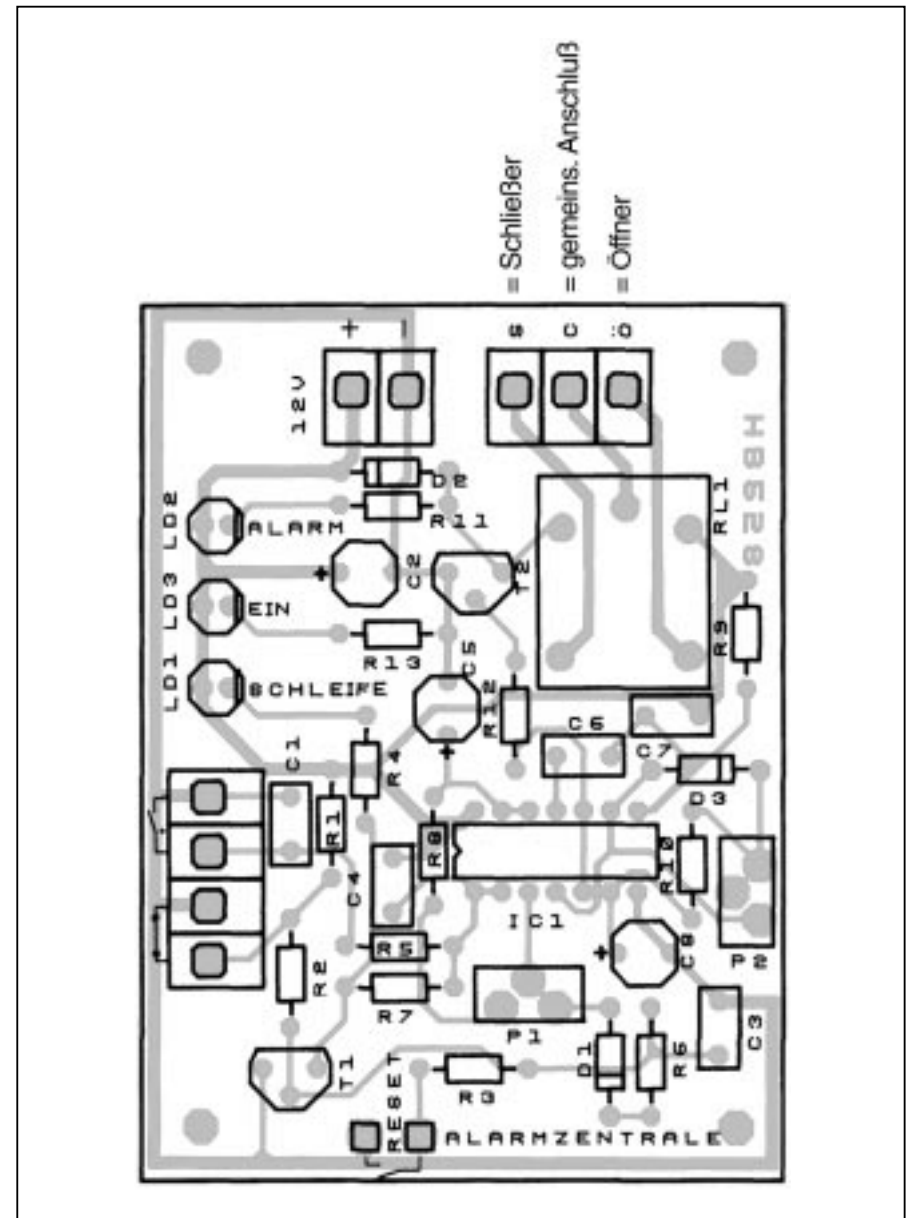 = Schließer
= gemeins. Anschluß
= Öffner
S
C
Ö
+
-
12V
LD2
ALARM
D2
R11
LD3
EIN
C2
T2
RL1
LD1
SCHLEIFE
R13
C5
R12
R9
C6
C7
C1
R4
D3
R1
R8
R10
C4
IC1
R5
C8
P2
R2
R7
P1
C3
T1
RESET
R3
D1
R6
ALARMZENTRALE